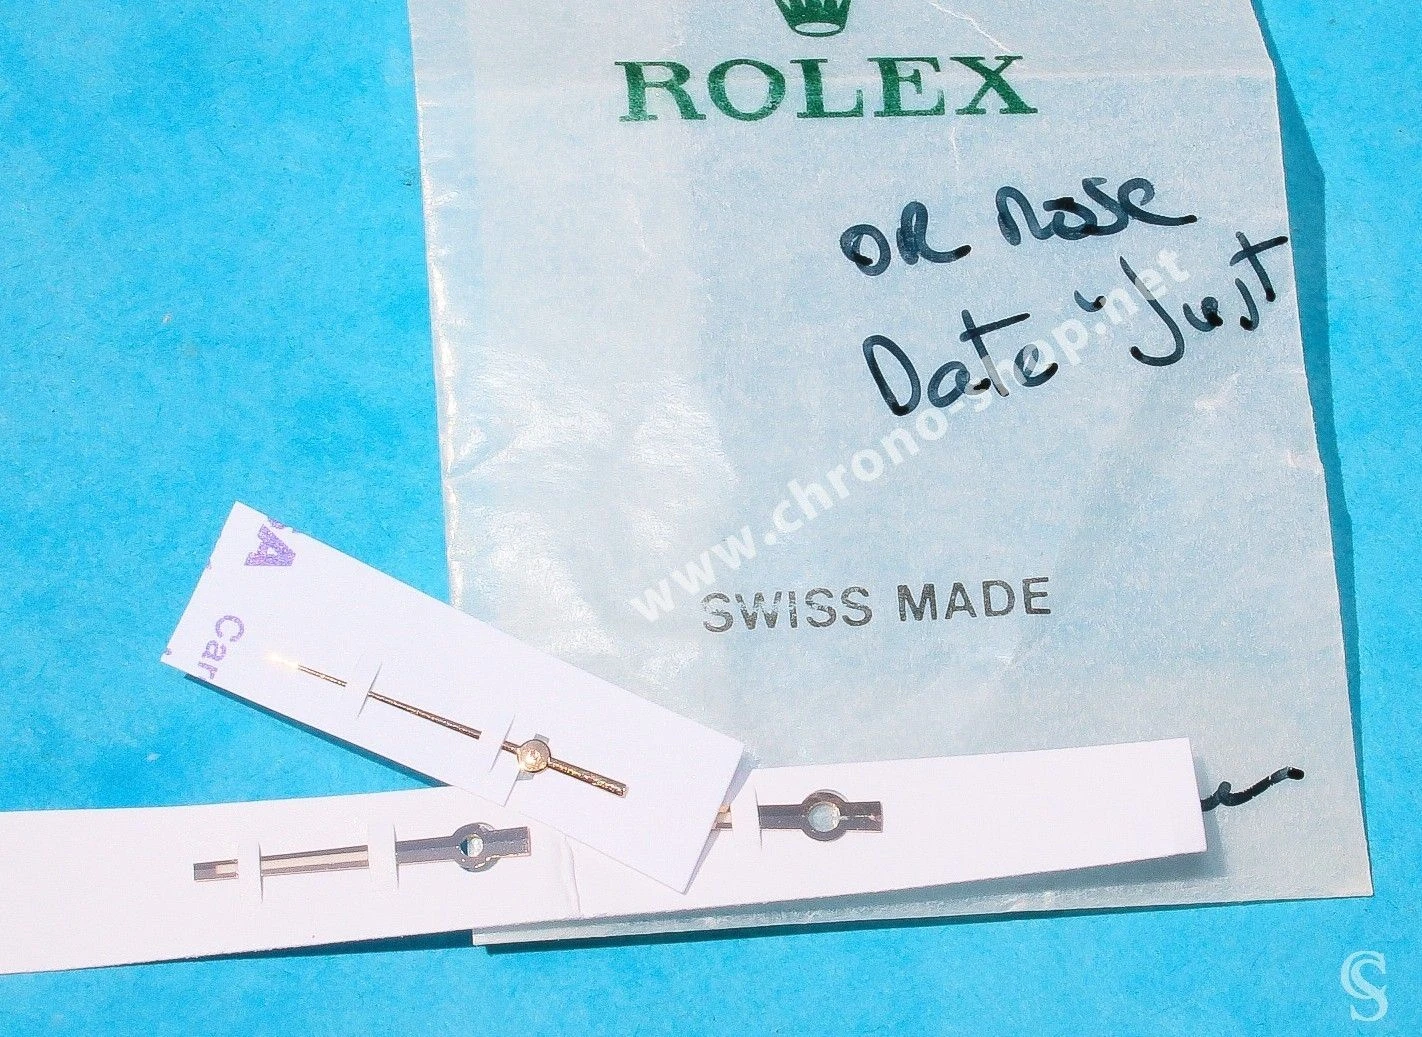 ROLEX
OR Rose
Date Just
www.chrono-shop.net
SWISS MADE
A
Car